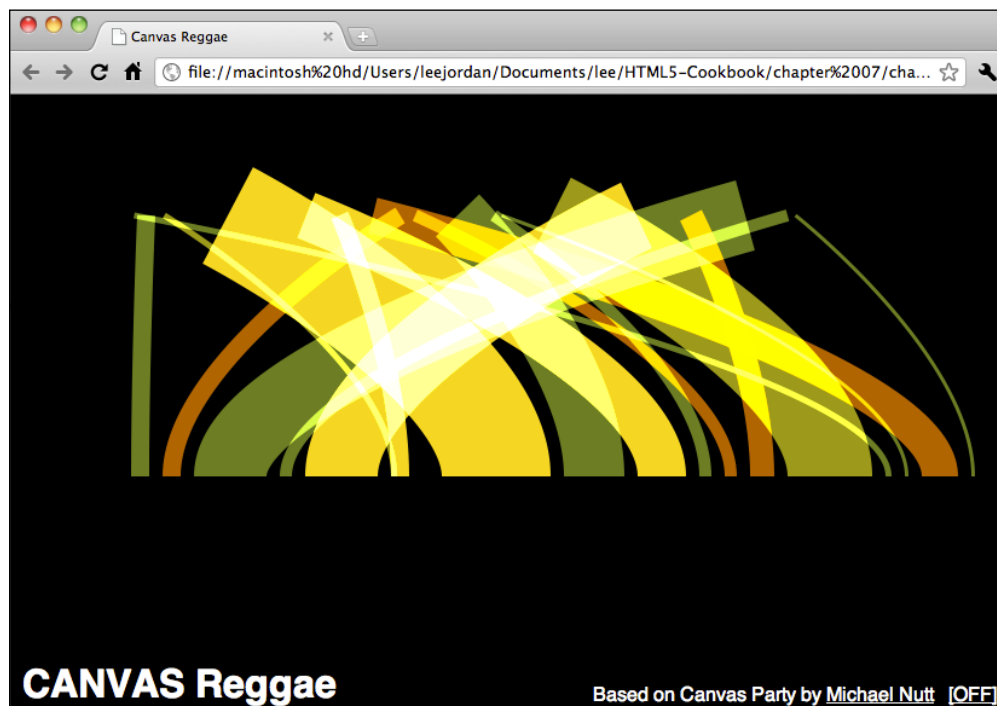 Canvas Reggae
file://macintosh%20hd/Users/leejordan/Documents/lee/HTML5-Cookbook/chapter%2007/cha...
CANVAS Reggae
Based on Canvas Party by Michael Nutt [OFF]